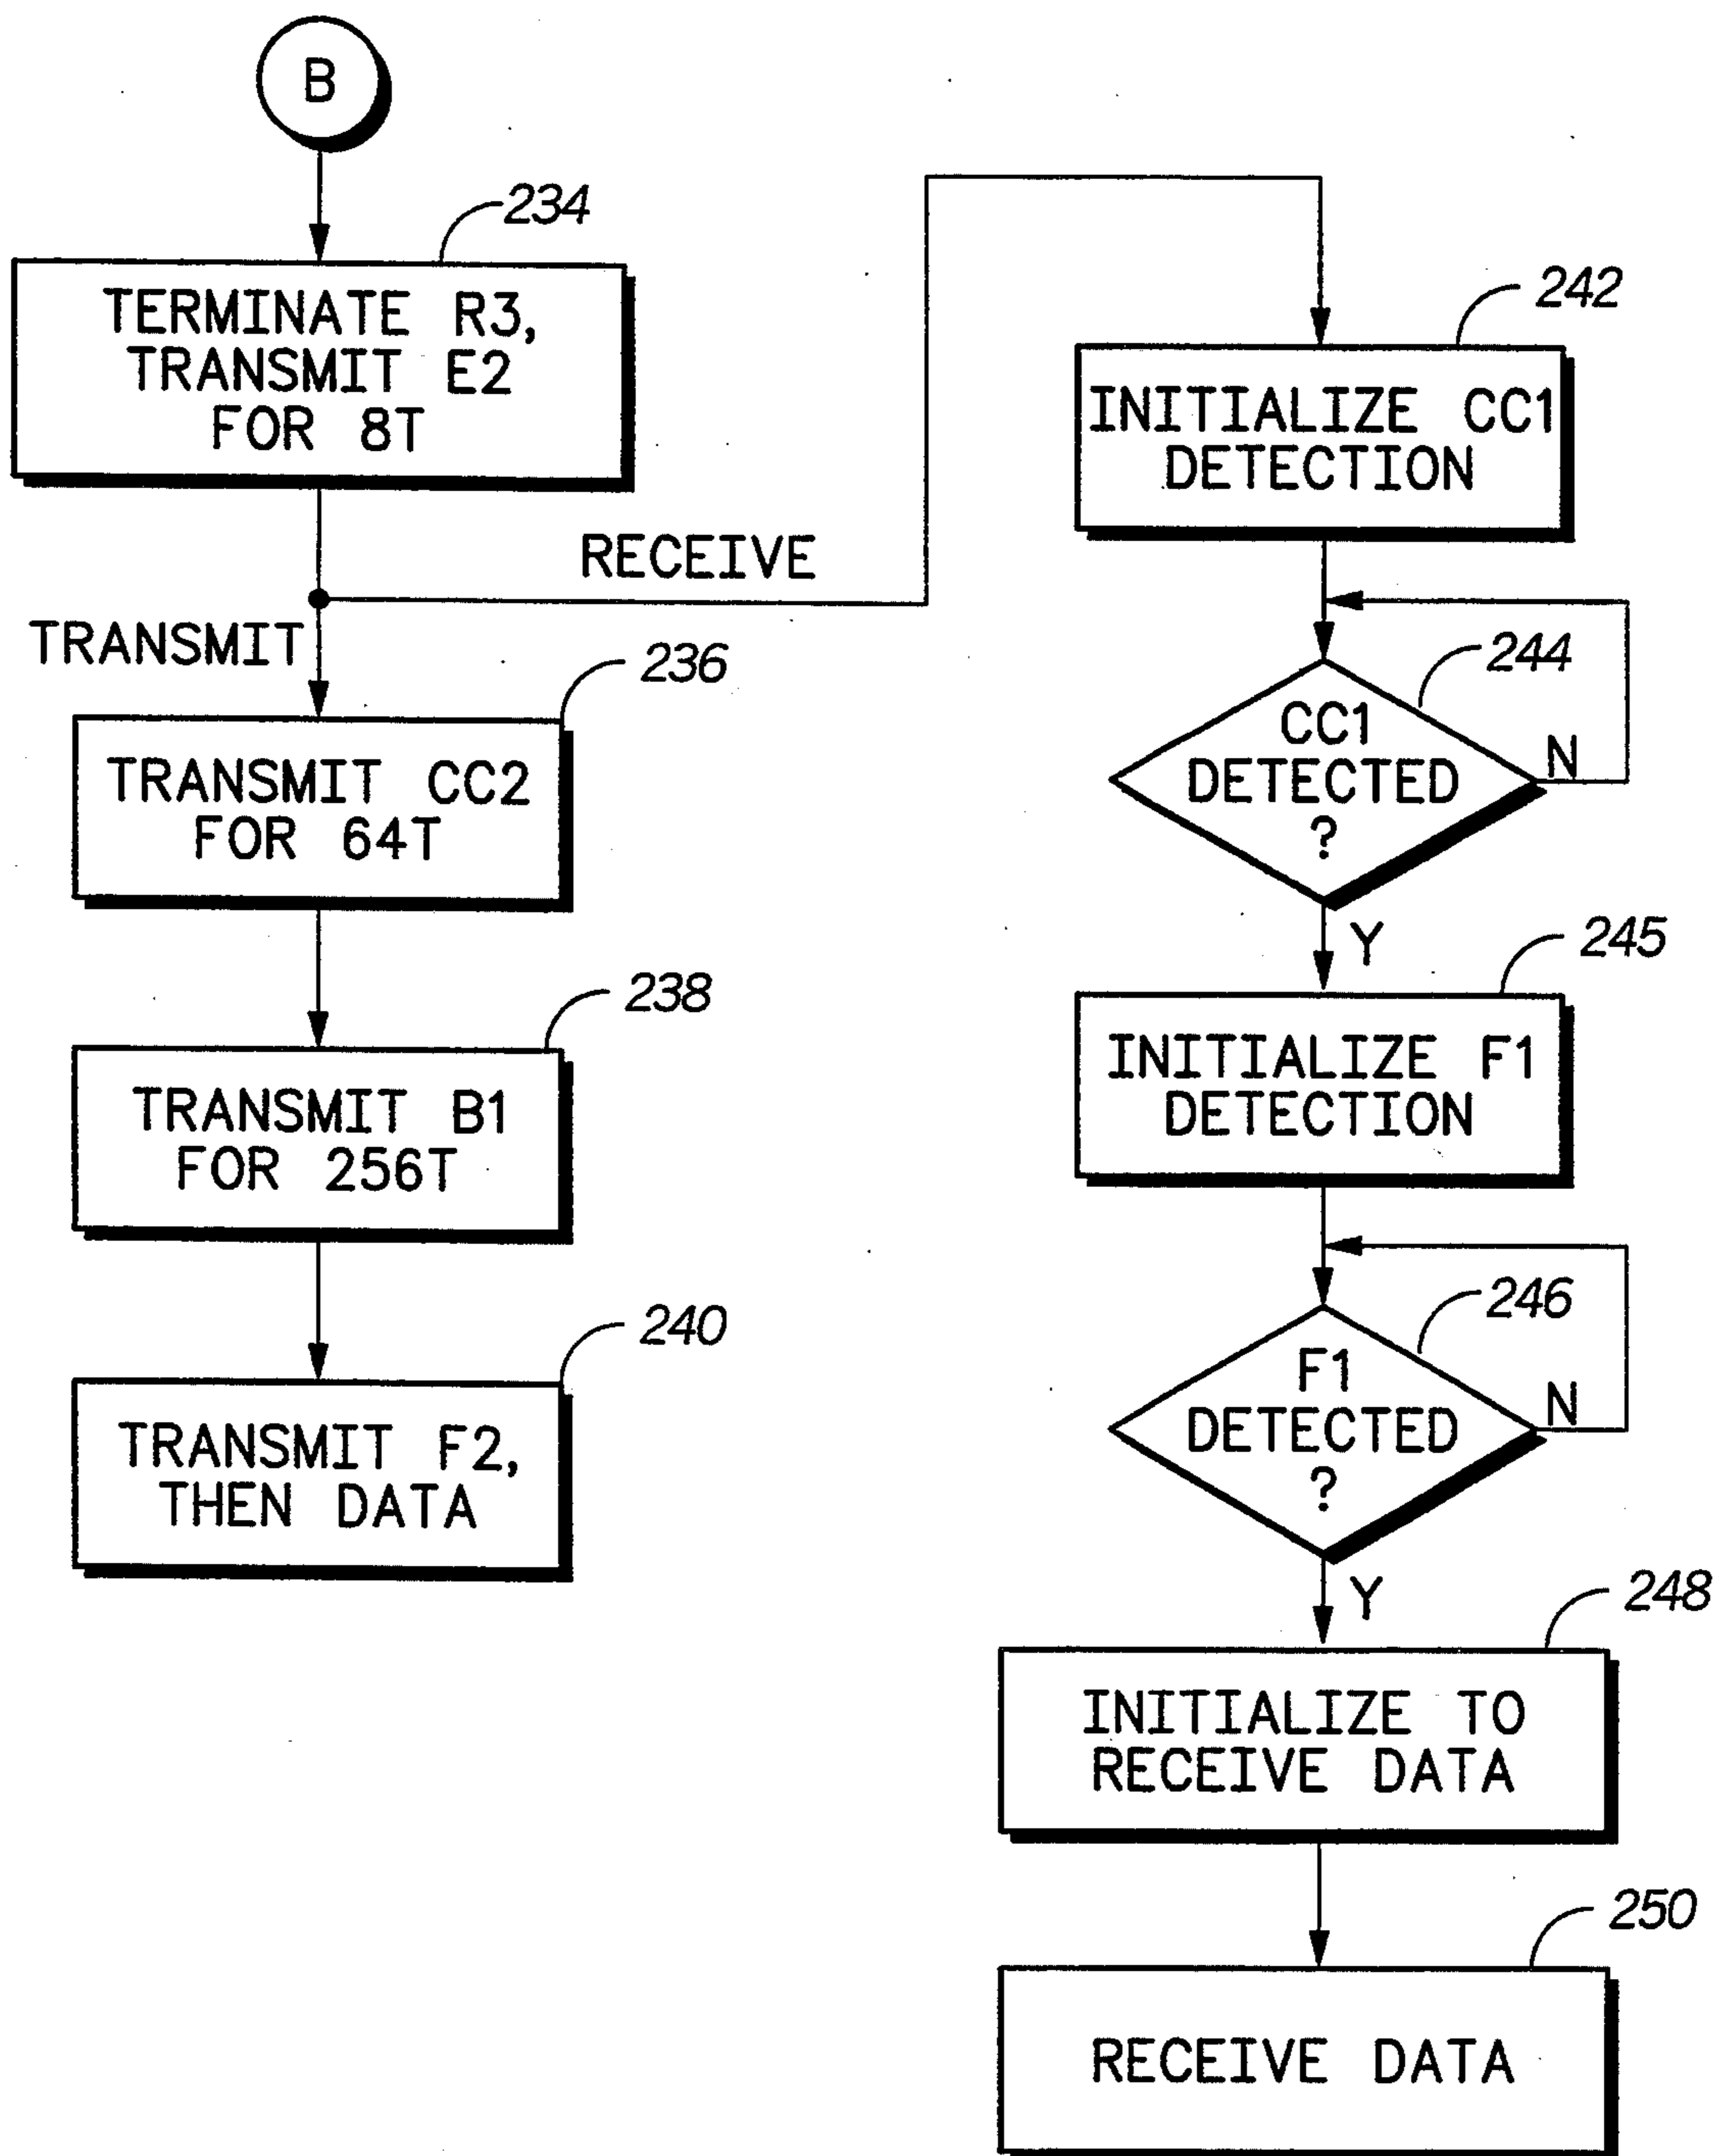 B
234
TERMINATE R3,
TRANSMIT E2
FOR 8T
RECEIVE
TRANSMIT
236
TRANSMIT CC2
FOR 64T
238
TRANSMIT B1
FOR 256T
240
TRANSMIT F2,
THEN DATA
242
INITIALIZE CC1
DETECTION
244
CC1
DETECTED
?
N
Y
245
INITIALIZE F1
DETECTION
246
F1
DETECTED
?
N
Y
248
INITIALIZE TO
RECEIVE DATA
250
RECEIVE DATA